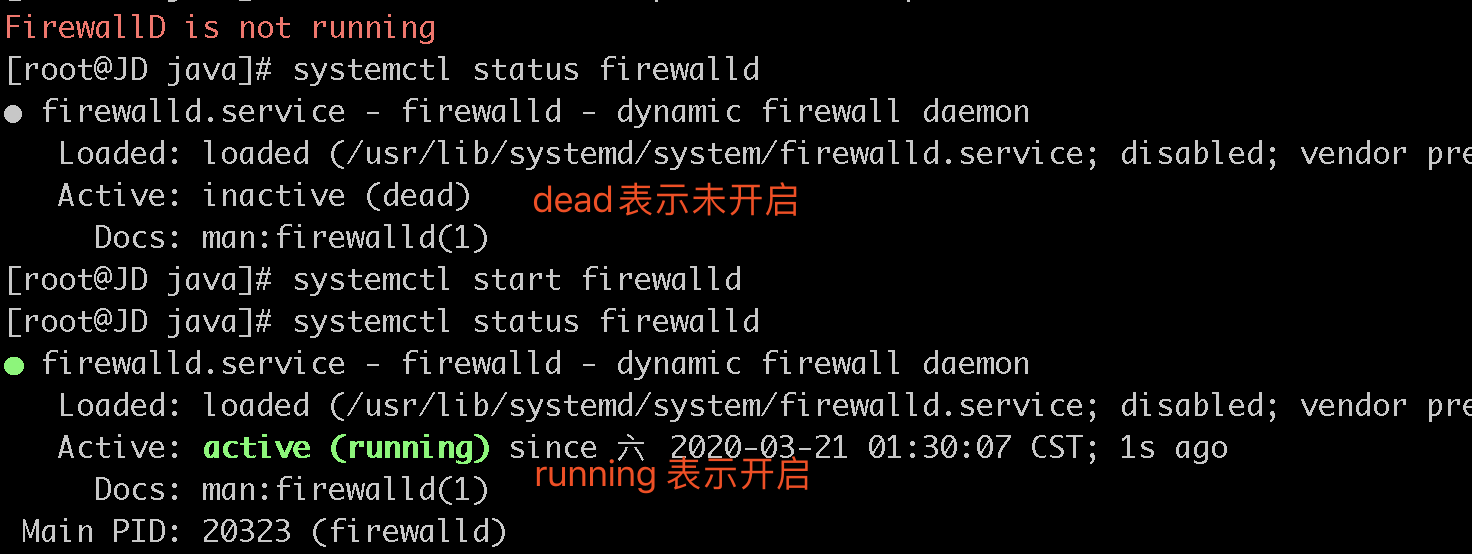 FirewallD is not running
[root@JD java]# systemctl status firewalld
● firewalld.service - firewalld - dynamic firewall daemon
Loaded: loaded (/usr/lib/systemd/system/firewalld.service; disabled; vendor pre
Active: inactive (dead) dead表示未开启
Docs: man:firewalld(1)
[root@JD java]# systemctl start firewalld
[root@JD java]# systemctl status firewalld
● firewalld.service - firewalld - dynamic firewall daemon
Loaded: loaded (/usr/lib/systemd/system/firewalld.service; disabled; vendor pre
Active: active (running) since 六 2020-03-21 01:30:07 CST; 1s ago
running 表示开启
Docs: man:firewalld(1)
Main PID: 20323 (firewalld)